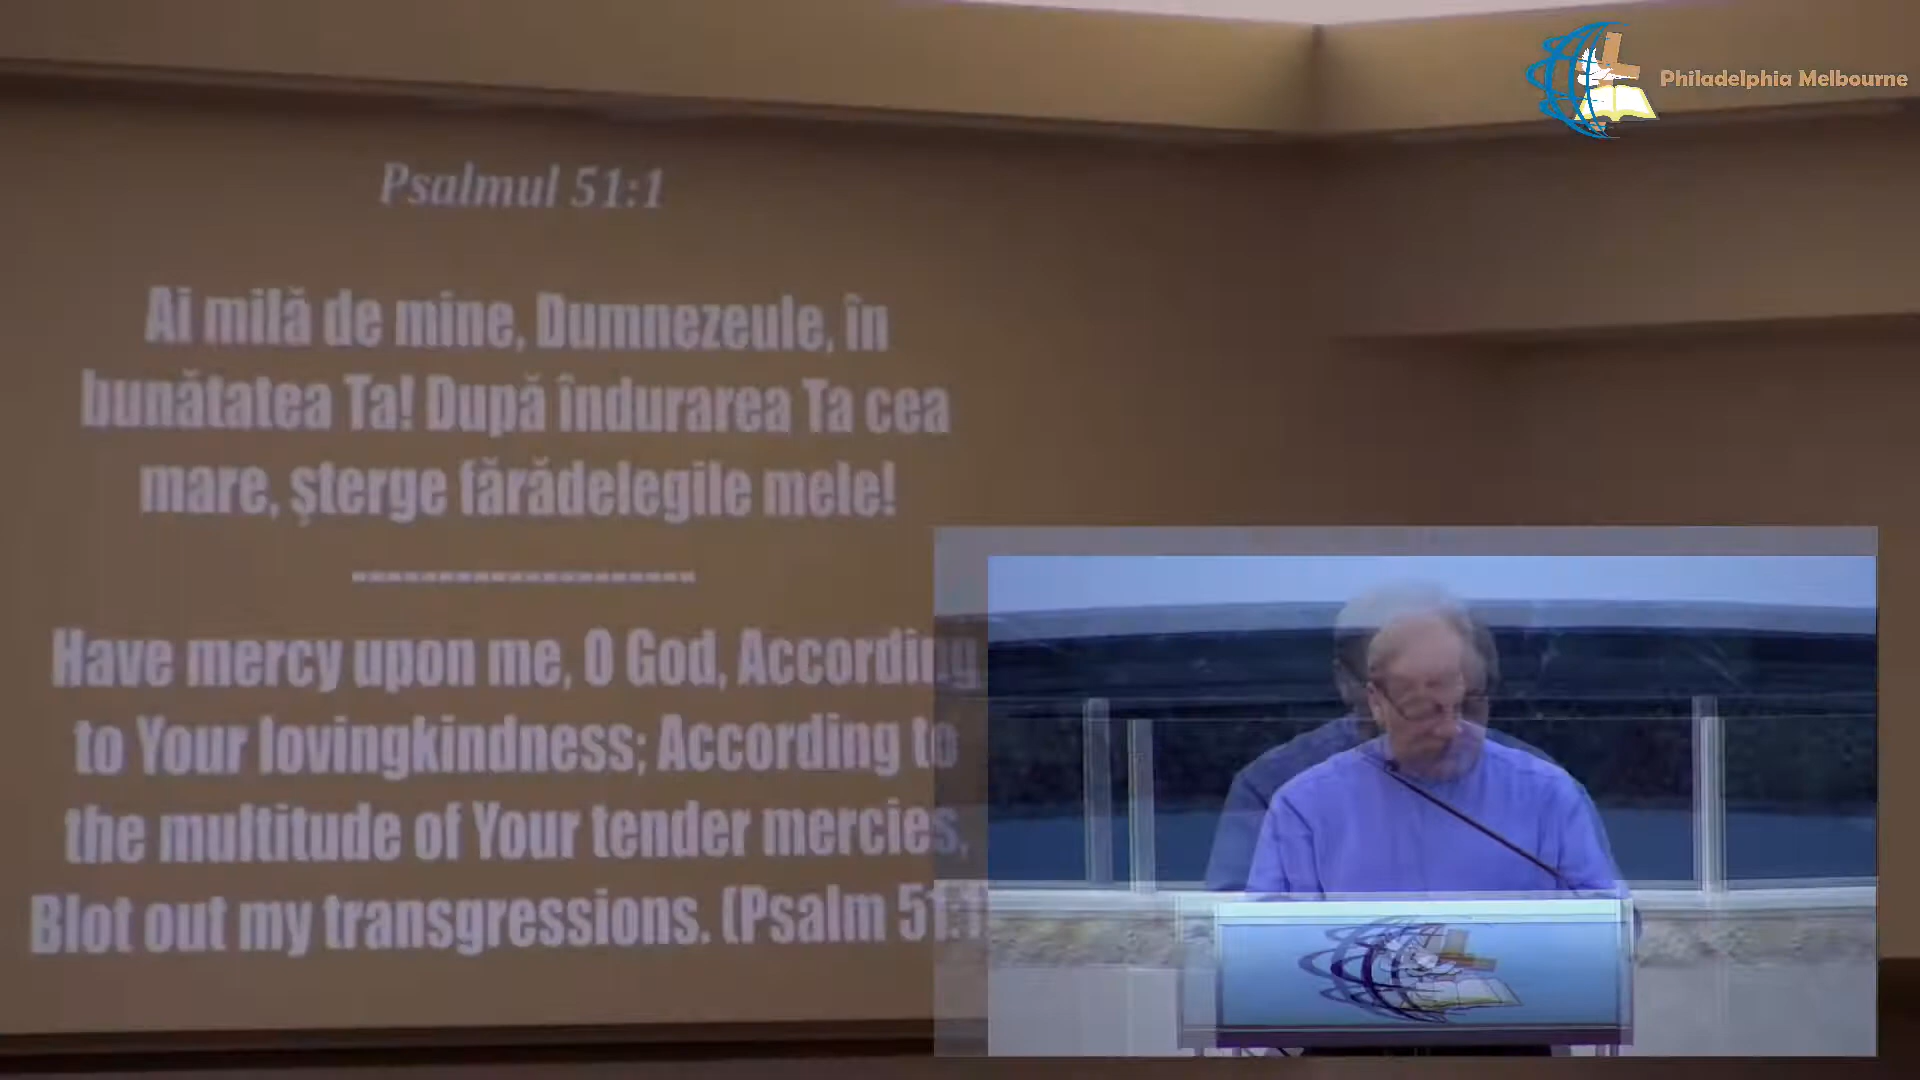 Philadelphia Melbourne
Psalmul 51:1
Ai milă de mine, Dumnezeule, în
bunătatea Ta! După îndurarea Ta cea
mare, şterge fărădelegile mele!
--------------------
Have mercy upon me, O God, According
to Your lovingkindness; According to
the multitude of Your tender mercies,
Blot out my transgressions. (Psalm 51:1